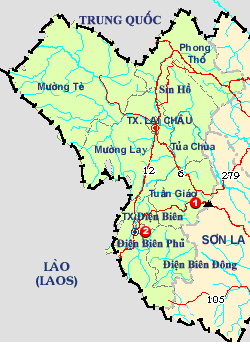 TRUNG QUỐC
Phong
Thổ
Mường Tè
Sìn Hồ
TX. LAI CHÂU
Mường Lay
Tủa Chùa
12
6
279
Tuần Giáo
1
TX.Điện Biên
2
Điện Biên Phủ
SƠN LA
LÀO
(LAOS)
Điện Biên Đông
105